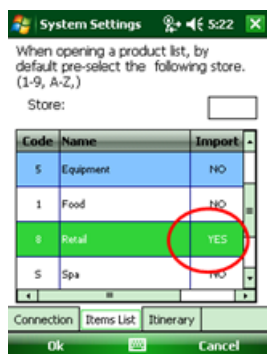 System Settings 5:22
When opening a product list, by
default pre-select the following store.
(1-9, A-Z,)
Store:
Code Name Import
5 Equipment NO
1 Food NO
8 Retail YES
S Spa NO
Connection Items List Itinerary
Ok Cancel